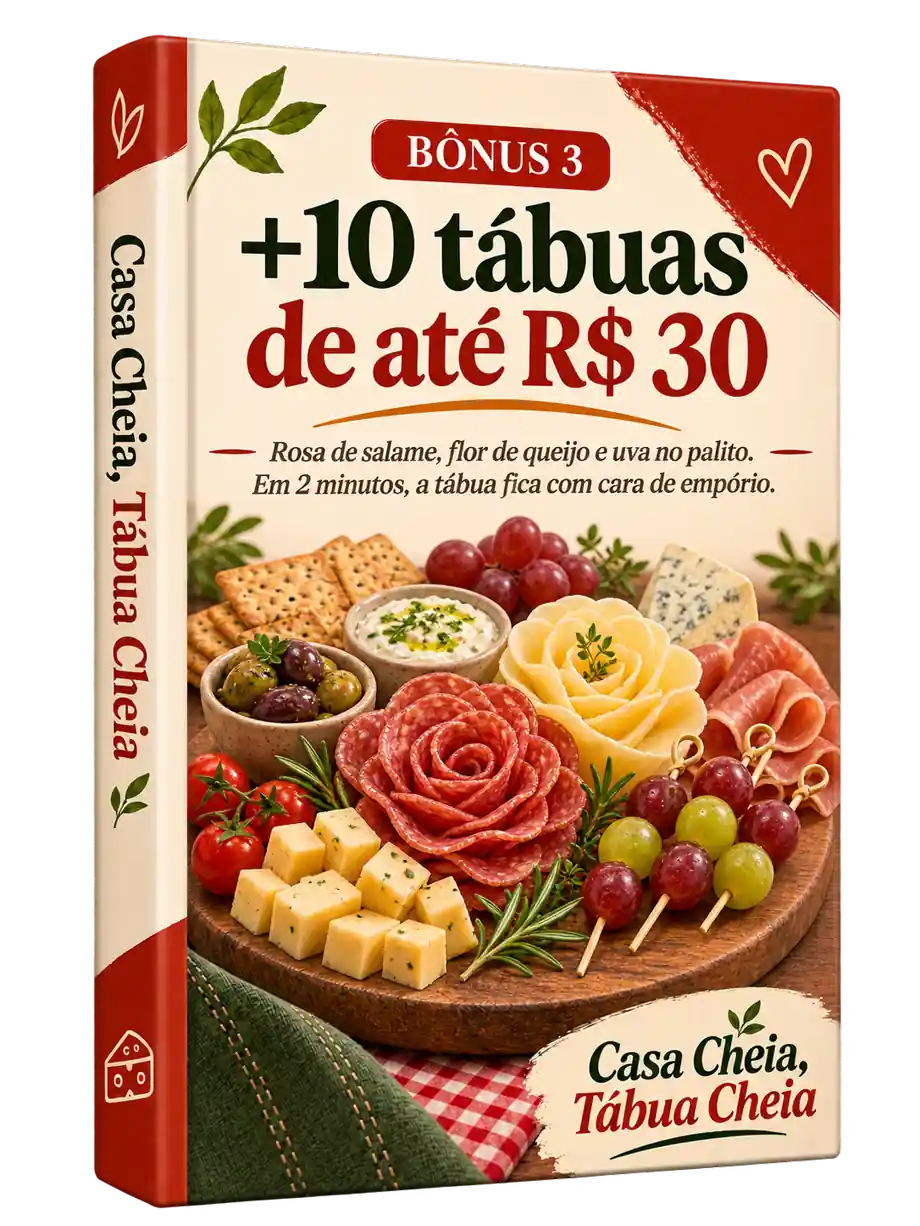 BÔNUS 3
+10 tábuas
de até R$ 30
Rosa de salame, flor de queijo e uva no palito.
Em 2 minutos, a tábua fica com cara de empório.
Casa Cheia,
Tábua Cheia
Casa Cheia, Tábua Cheia